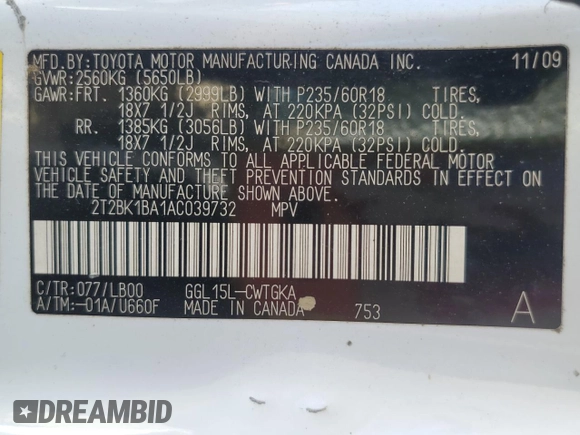 MFD.BY:TOYOTA MOTOR MANUFACTURING CANADA INC. 11/09
GVWR:2560KG (5650LB)
GAWR:FRT. 1360KG (2999LB) WITH P235/60R18 TIRES,
18X7 1/2J RIMS, AT 220KPA (32PSI) COLD.
RR. 1385KG (3056LB) WITH P235/60R18 TIRES,
18X7 1/2J RIMS, AT 220KPA (32PSI) COLD.
THIS VEHICLE CONFORMS TO ALL APPLICABLE FEDERAL MOTOR
VEHICLE SAFETY AND THEFT PREVENTION STANDARDS IN EFFECT ON
THE DATE OF MANUFACTURE SHOWN ABOVE.
2T2BK1BA1AC039732 MPV
C/TR:077/LB00 GGL15L-CWTGKA
A/TM:-01A/U660F MADE IN CANADA 753 A
DREAMBID